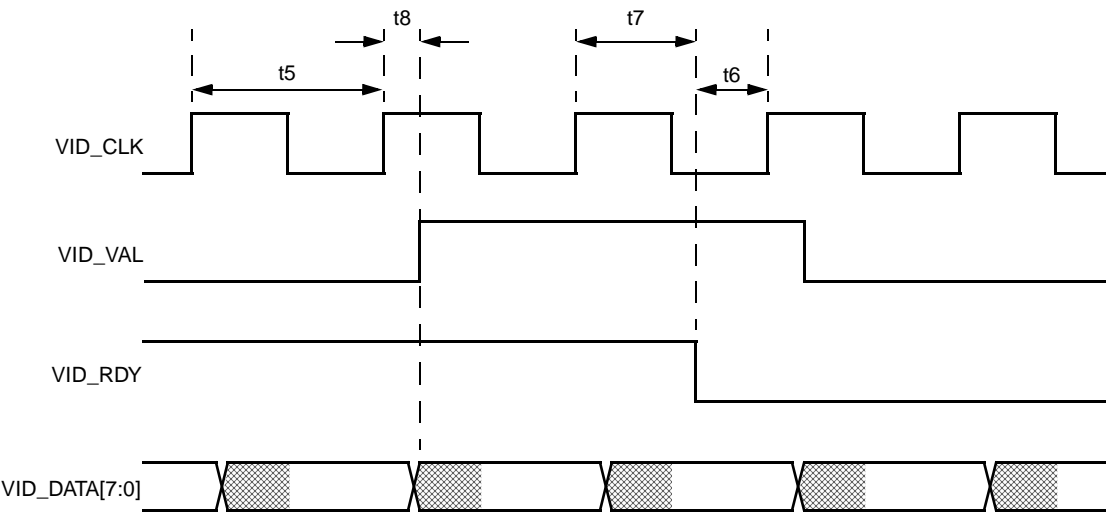 t8
t7
t5
t6
VID_CLK
VID_VAL
VID_RDY
VID_DATA[7:0]